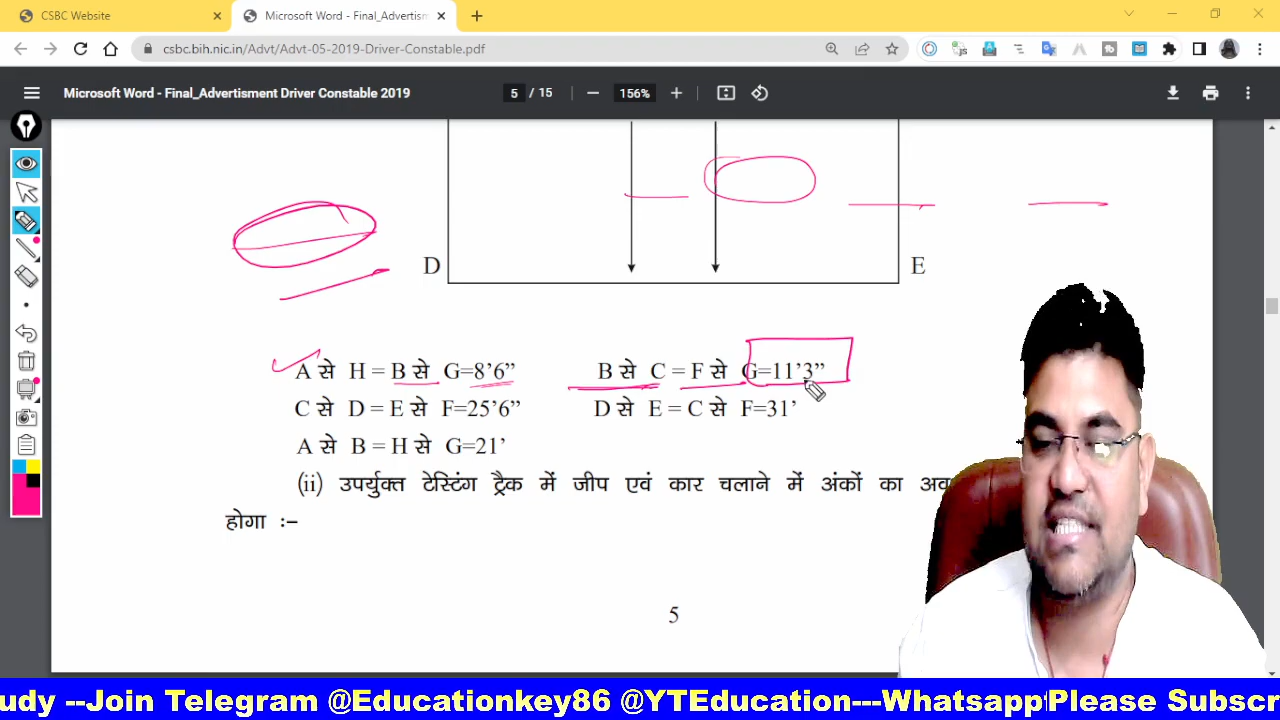 CSBC Website
Microsoft Word - Final_Advertism
csbc.bih.nic.in/Advt/Advt-05-2019-Driver-Constable.pdf
Microsoft Word - Final_Advertisment Driver Constable 2019
5 / 15
156%
D
E
A से H = B से G=8’6” B से C = F से G=11’3”
C से D = E से F=25’6” D से E = C से F=31’
A से B = H से G=21’
(ii) उपर्युक्त टेस्टिंग ट्रैक में जीप एवं कार चलाने में अंकों का अव
होगा :–
5
udy --Join Telegram @Educationkey86 @YTEducation---Whatsapp Please Subscr